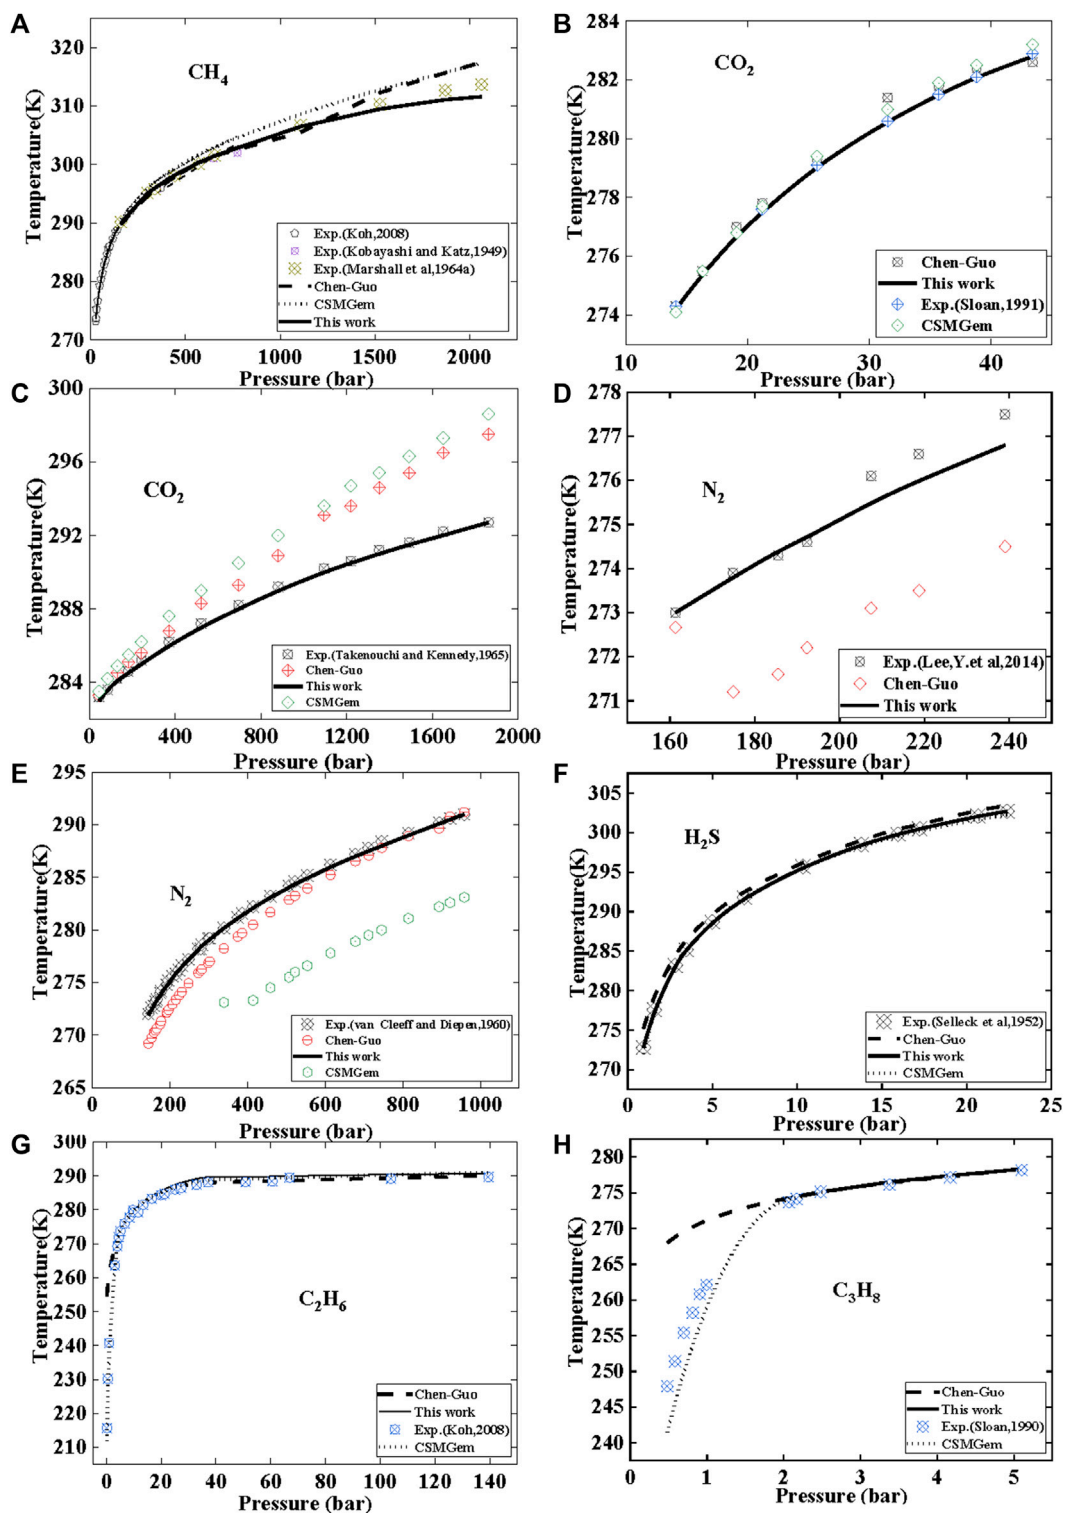 A
CH4
Temperature(K)
320
310
300
290
280
270
Exp.(Koh,2008)
Exp.(Kobayashi and Katz,1949)
Exp.(Marshall et al,1964a)
Chen-Guo
CSMGem
This work
0 500 1000 1500 2000
Pressure (bar)
B
CO2
Temperature(K)
284
282
280
278
276
274
Chen-Guo
This work
Exp.(Sloan,1991)
CSMGem
10 20 30 40
Pressure (bar)
C
CO2
Temperature(K)
300
296
292
288
284
Exp.(Takenouchi and Kennedy,1965)
Chen-Guo
This work
CSMGem
0 400 800 1200 1600 2000
Pressure (bar)
D
N2
Temperature(K)
278
277
276
275
274
273
272
271
Exp.(Lee,Y.et al,2014)
Chen-Guo
This work
160 180 200 220 240
Pressure (bar)
E
N2
Temperature(K)
295
290
285
280
275
270
265
Exp.(van Cleeff and Diepen,1960)
Chen-Guo
This work
CSMGem
0 200 400 600 800 1000
Pressure (bar)
F
H2S
Temperature(K)
305
300
295
290
285
280
275
270
Exp.(Selleck et al,1952)
Chen-Guo
This work
CSMGem
0 5 10 15 20 25
Pressure (bar)
G
C2H6
Temperature(K)
300
290
280
270
260
250
240
230
220
210
Chen-Guo
This work
Exp.(Koh,2008)
CSMGem
0 20 40 60 80 100 120 140
Pressure (bar)
H
C3H8
Temperature(K)
280
275
270
265
260
255
250
245
240
Chen-Guo
This work
Exp.(Sloan,1990)
CSMGem
0 1 2 3 4 5
Pressure (bar)